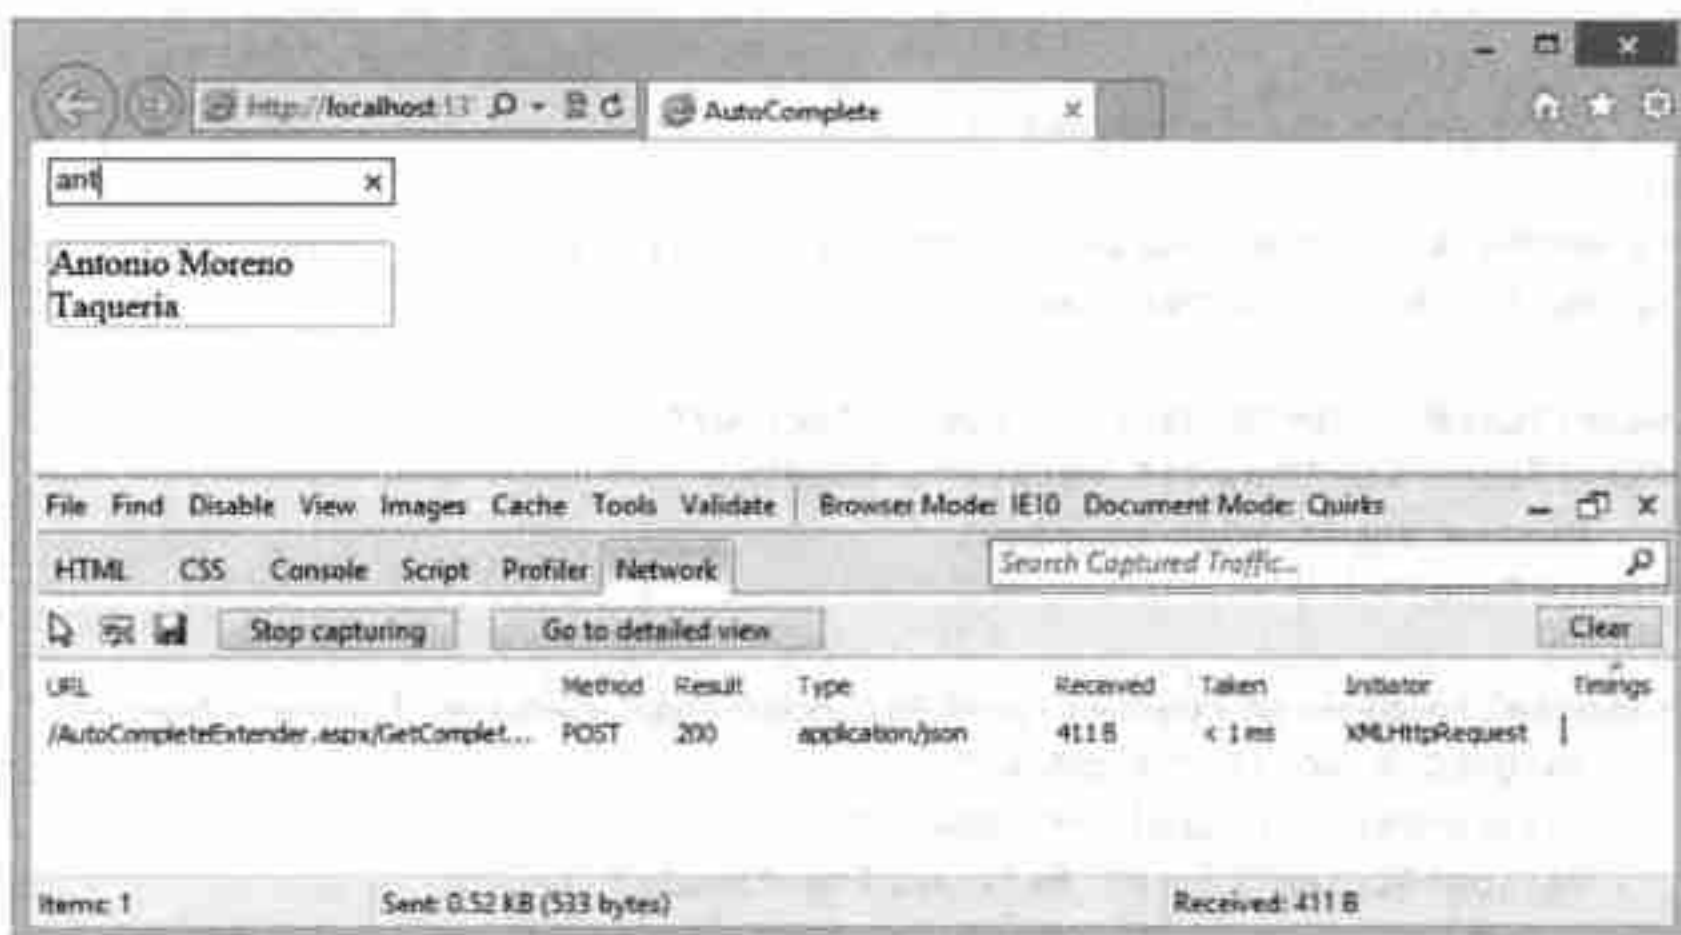 http://localhost:13
AutoComplete
ant
Antonio Moreno
Taqueria
File Find Disable View Images Cache Tools Validate Browser Mode: IE10 Document Mode: Quirks
HTML CSS Console Script Profiler Network Search Captured Traffic...
Stop capturing Go to detailed view Clear
URL Method Result Type Received Taken Initiator Timings
/AutoCompleteExtender.aspx/GetComplet... POST 200 application/json 411 B < 1 ms XMLHttpRequest
Items: 1 Sent: 0.52 KB (533 bytes) Received: 411 B